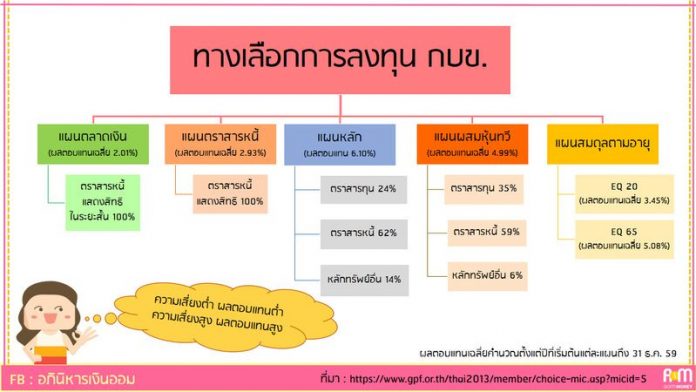 ทางเลือกการลงทุน กบข.
แผนตลาดเงิน
(ผลตอบแทนเฉลี่ย 2.01%)
ตราสารหนี้
แสดงสิทธิ
ในระยะสั้น 100%
แผนตราสารหนี้
(ผลตอบแทนเฉลี่ย 2.93%)
ตราสารหนี้
แสดงสิทธิ 100%
แผนหลัก
(ผลตอบแทน 6.10%)
ตราสารทุน 24%
ตราสารหนี้ 62%
หลักทรัพย์อื่น 14%
แผนผสมหุ้นทวี
(ผลตอบแทนเฉลี่ย 4.99%)
ตราสารทุน 35%
ตราสารหนี้ 59%
หลักทรัพย์อื่น 6%
แผนสมดุลตามอายุ
EQ 20
(ผลตอบแทนเฉลี่ย 3.45%)
EQ 65
(ผลตอบแทนเฉลี่ย 5.08%)
ความเสี่ยงต่ำ ผลตอบแทนต่ำ
ความเสี่ยงสูง ผลตอบแทนสูง
ผลตอบแทนเฉลี่ยคำนวณตั้งแต่ปีที่เริ่มต้นแต่ละแผนถึง 31 ธ.ค. 59
FB : อภินิหารเงินออม
ที่มา : https://www.gpf.or.th/thai2013/member/choice-mic.asp?micid=5